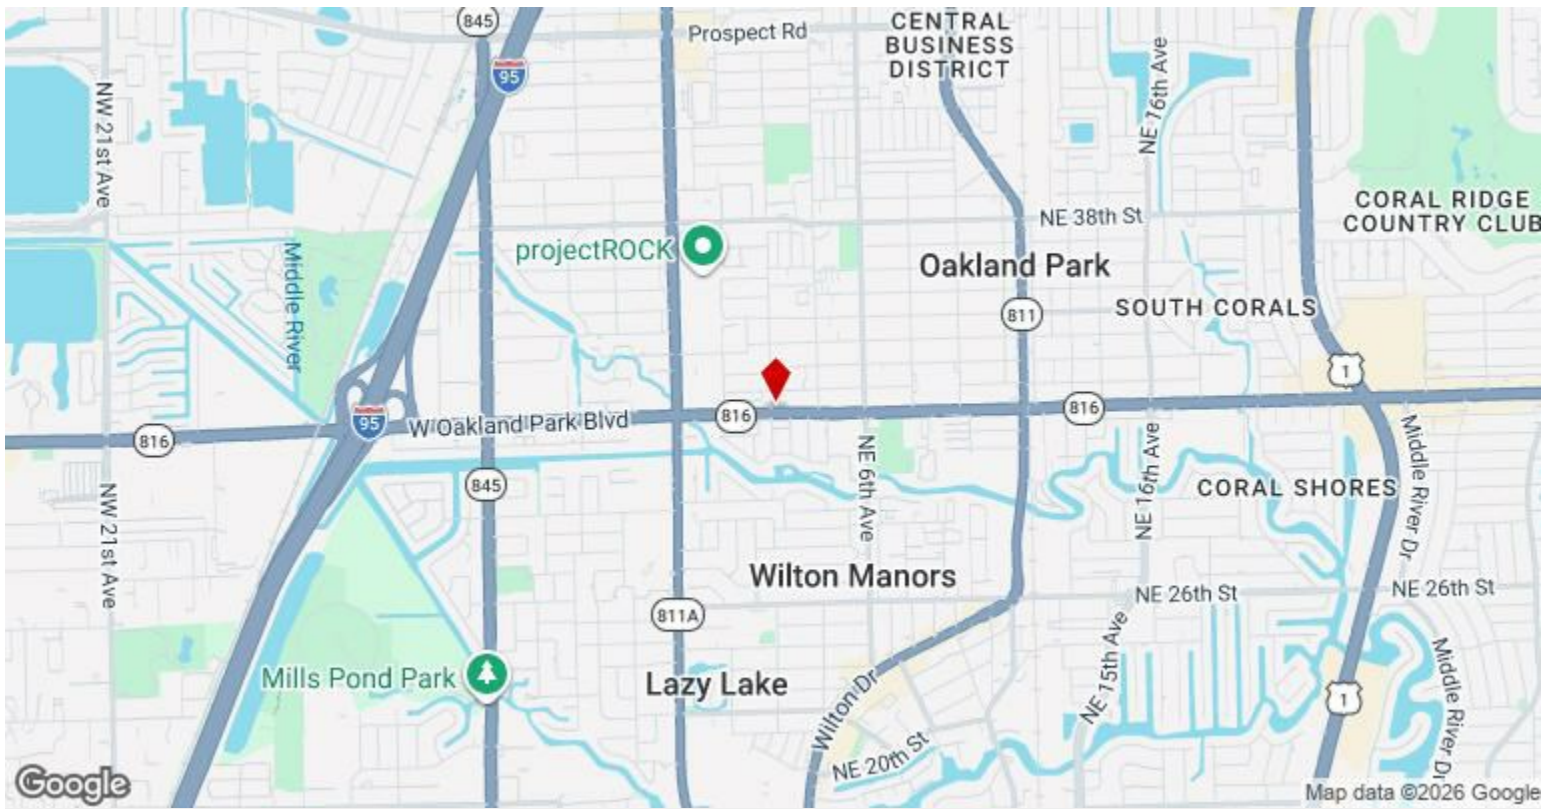 845
Prospect Rd
CENTRAL
BUSINESS
DISTRICT
95
NW 21st Ave
NE 16th Ave
NE 38th St
CORAL RIDGE
COUNTRY CLUB
Middle River
projectROCK
Oakland Park
SOUTH CORALS
811
1
816
95
W Oakland Park Blvd
816
816
NE 6th Ave
NE 16th Ave
Middle River Dr
845
CORAL SHORES
NW 21st Ave
Wilton Manors
NE 26th St
NE 26th St
811A
NE 15th Ave
Mills Pond Park
Lazy Lake
Wilton Dr
Middle River Dr
1
NE 20th St
Google
Map data ©2026 Google